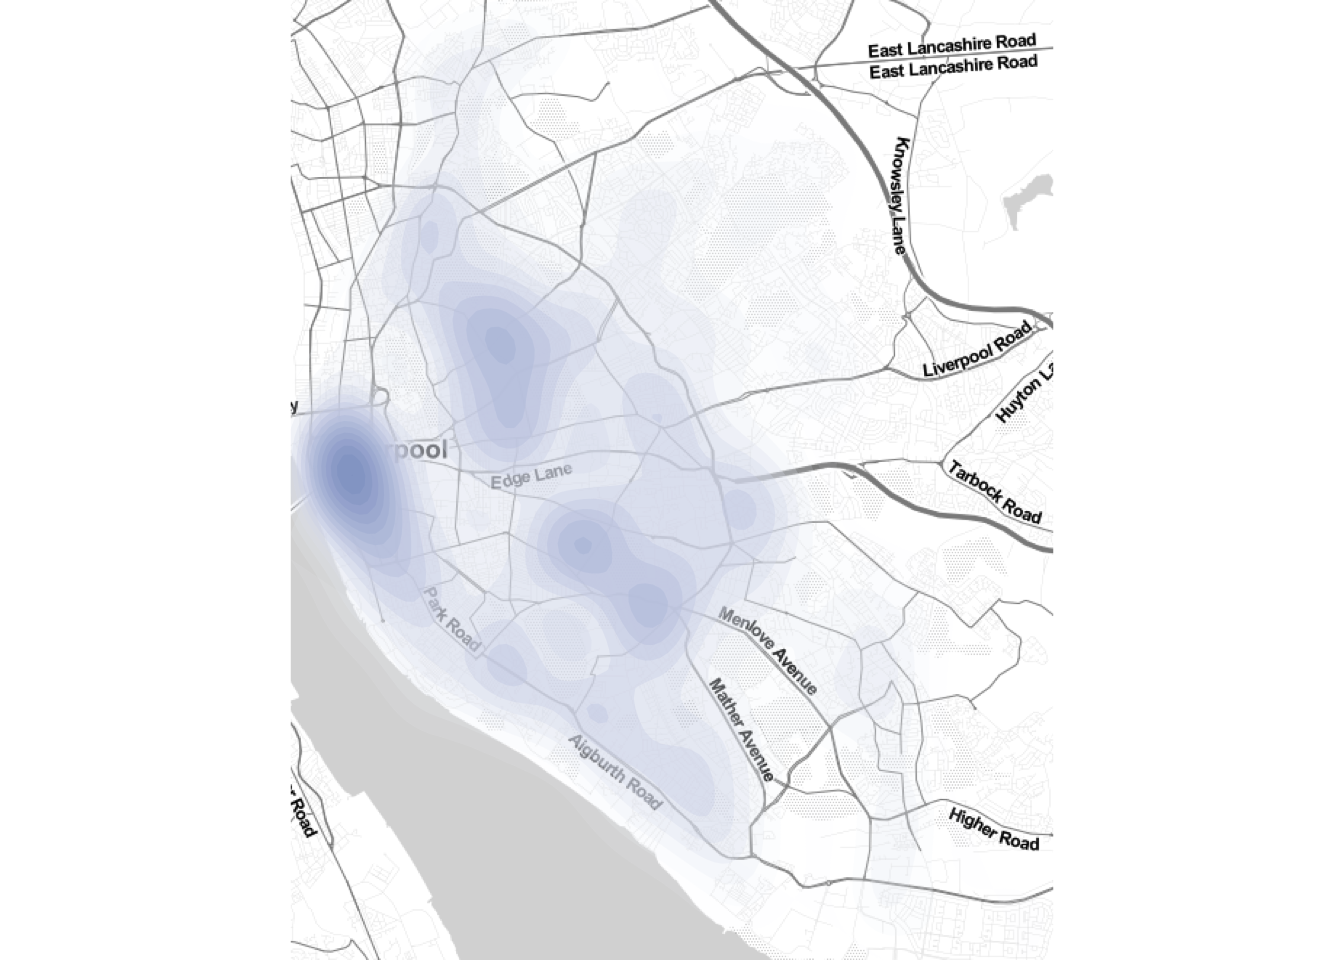 East Lancashire Road
East Lancashire Road
Knowsley Lane
Liverpool Road
Huyton La
y
rpool
Edge Lane
Tarbock Road
Park Road
Menlove Avenue
Mather Avenue
Aigburth Road
r Road
Higher Road